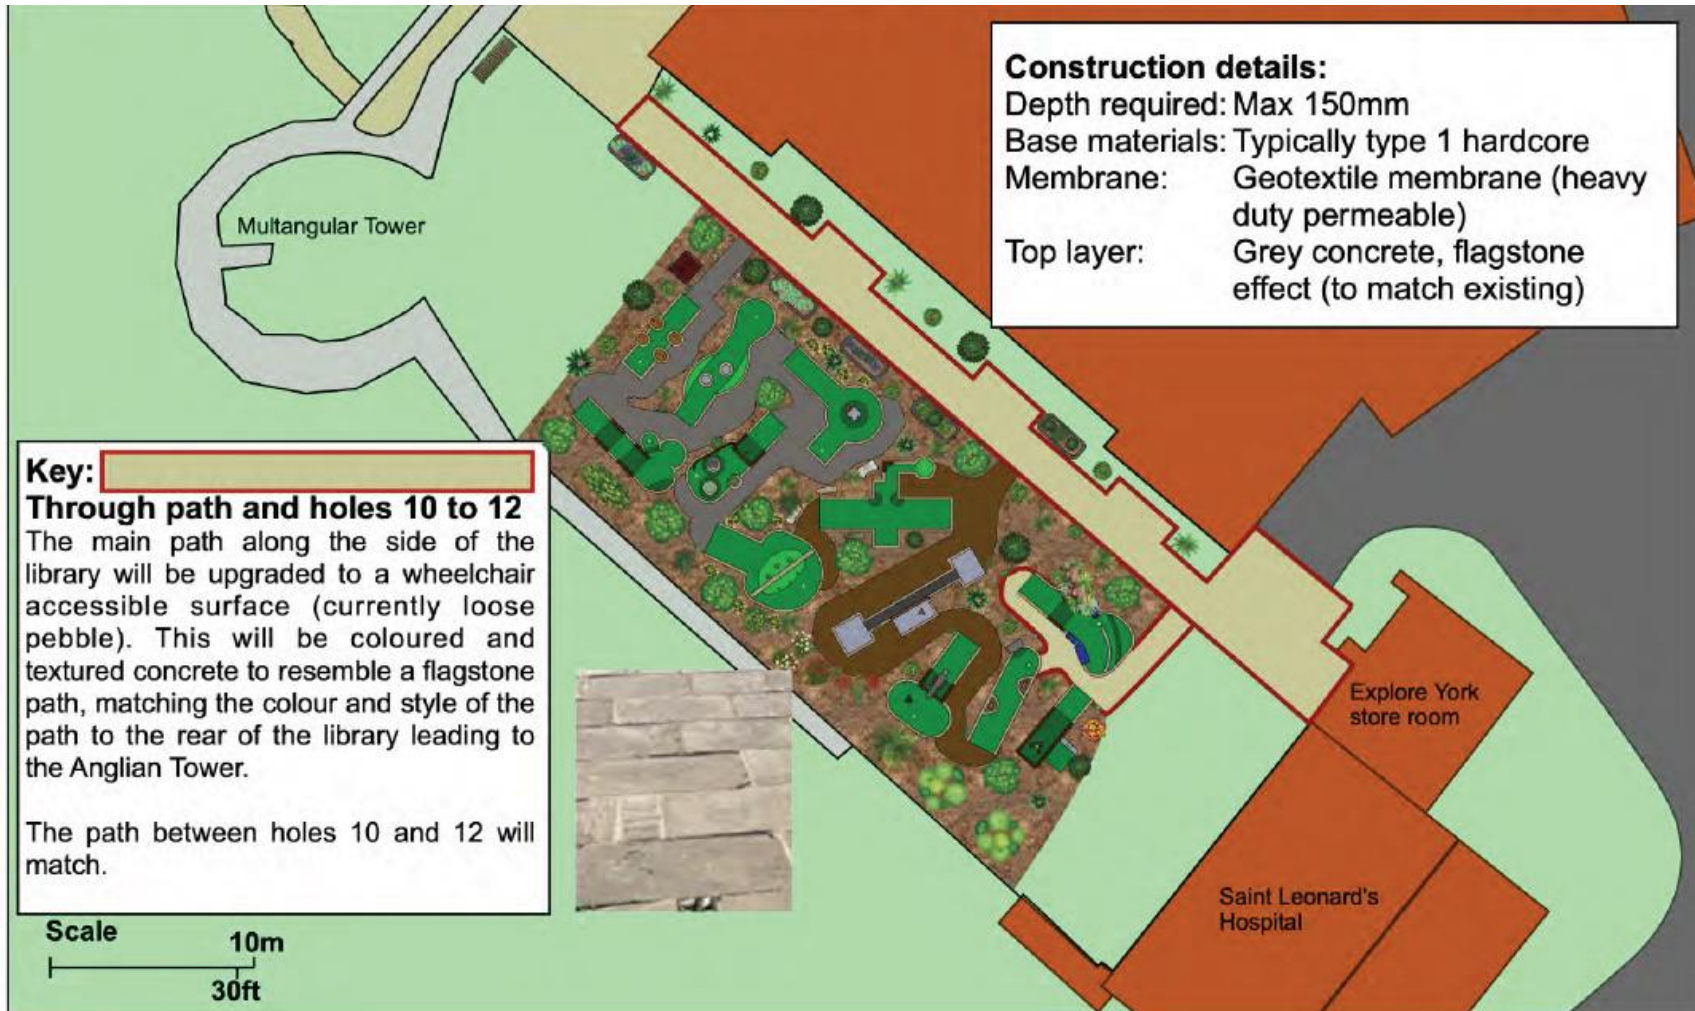 Construction details:
Depth required: Max 150mm
Base materials: Typically type 1 hardcore
Membrane: Geotextile membrane (heavy
duty permeable)
Top layer: Grey concrete, flagstone
effect (to match existing)
Multangular Tower
Key:
Through path and holes 10 to 12
The main path along the side of the
library will be upgraded to a wheelchair
accessible surface (currently loose
pebble). This will be coloured and
textured concrete to resemble a flagstone
path, matching the colour and style of the
path to the rear of the library leading to
the Anglian Tower.
The path between holes 10 and 12 will
match.
Explore York
store room
Saint Leonard's
Hospital
Scale
10m
30ft